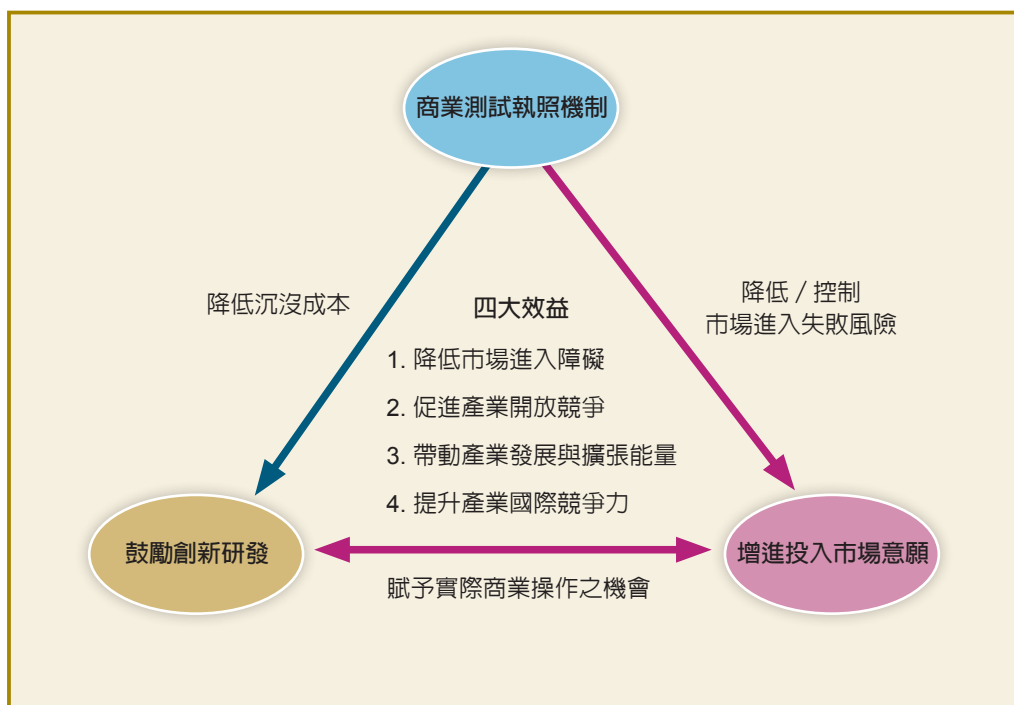 商業測試執照機制
降低沉沒成本
降低 / 控制
市場進入失敗風險
四大效益
1. 降低市場進入障礙
2. 促進產業開放競爭
3. 帶動產業發展與擴張能量
4. 提升產業國際競爭力
鼓勵創新研發
增進投入市場意願
賦予實際商業操作之機會